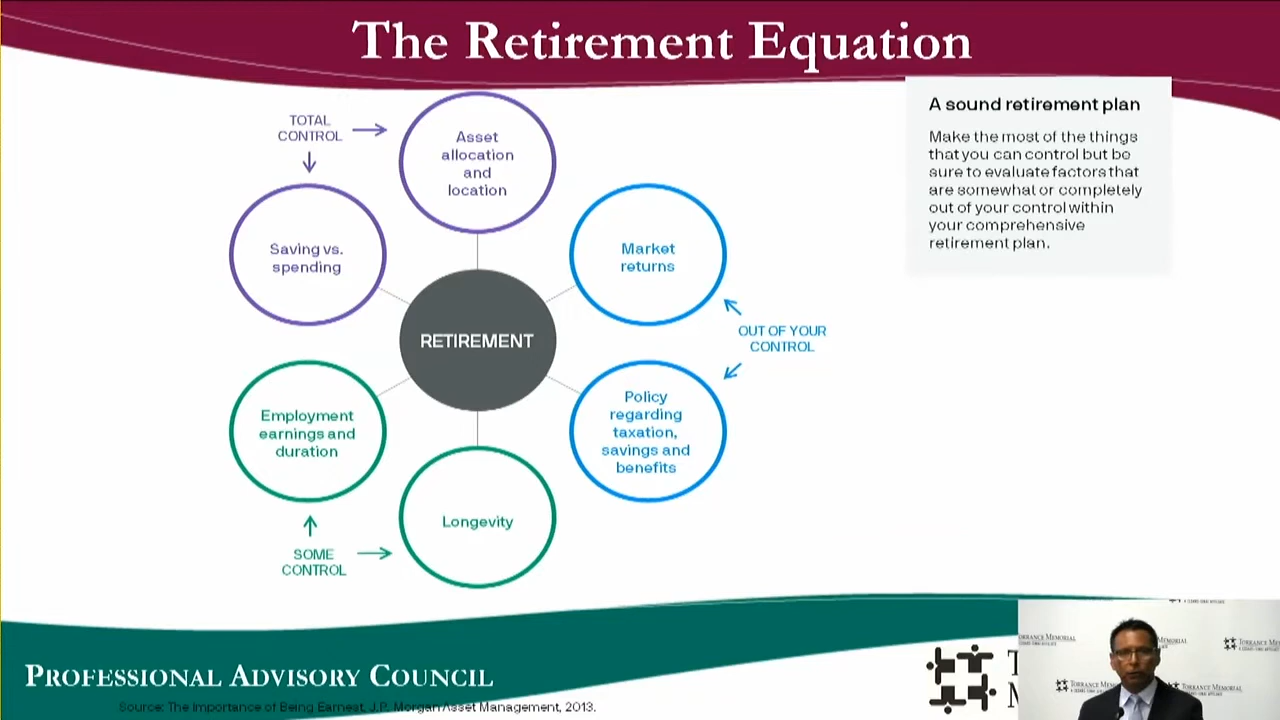 The Retirement Equation
TOTAL
CONTROL
Asset
allocation
and
location
Saving vs.
spending
Market
returns
RETIREMENT
OUT OF YOUR
CONTROL
Employment
earnings and
duration
Policy
regarding
taxation,
savings and
benefits
Longevity
SOME
CONTROL
A sound retirement plan
Make the most of the things
that you can control but be
sure to evaluate factors that
are somewhat or completely
out of your control within
your comprehensive
retirement plan.
PROFESSIONAL ADVISORY COUNCIL
Source: The Importance of Being Earnest, J.P. Morgan Asset Management, 2013.
TORRANCE MEMORIAL
TORRANCE MEMORIAL